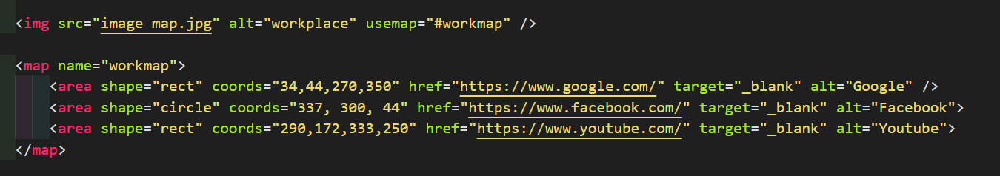 <img src="image map.jpg" alt="workplace" usemap="#workmap" />
<map name="workmap">
<area shape="rect" coords="34,44,270,350" href="https://www.google.com/" target="_blank" alt="Google" />
<area shape="circle" coords="337, 300, 44" href="https://www.facebook.com/" target="_blank" alt="Facebook">
<area shape="rect" coords="290,172,333,250" href="https://www.youtube.com/" target="_blank" alt="Youtube">
</map>